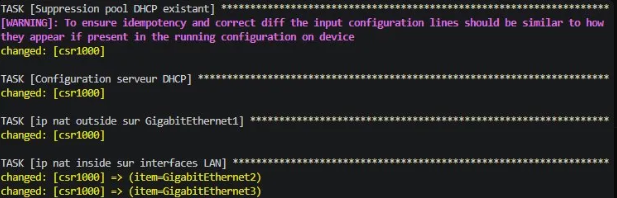 TASK [Suppression pool DHCP existant] ********************************************************************
[WARNING]: To ensure idempotency and correct diff the input configuration lines should be similar to how
they appear if present in the running configuration on device
changed: [csr1000]
TASK [Configuration serveur DHCP] ************************************************************************
changed: [csr1000]
TASK [ip nat outside sur GigabitEthernet1] ***************************************************************
changed: [csr1000]
TASK [ip nat inside sur interfaces LAN] ******************************************************************
changed: [csr1000] => (item=GigabitEthernet2)
changed: [csr1000] => (item=GigabitEthernet3)